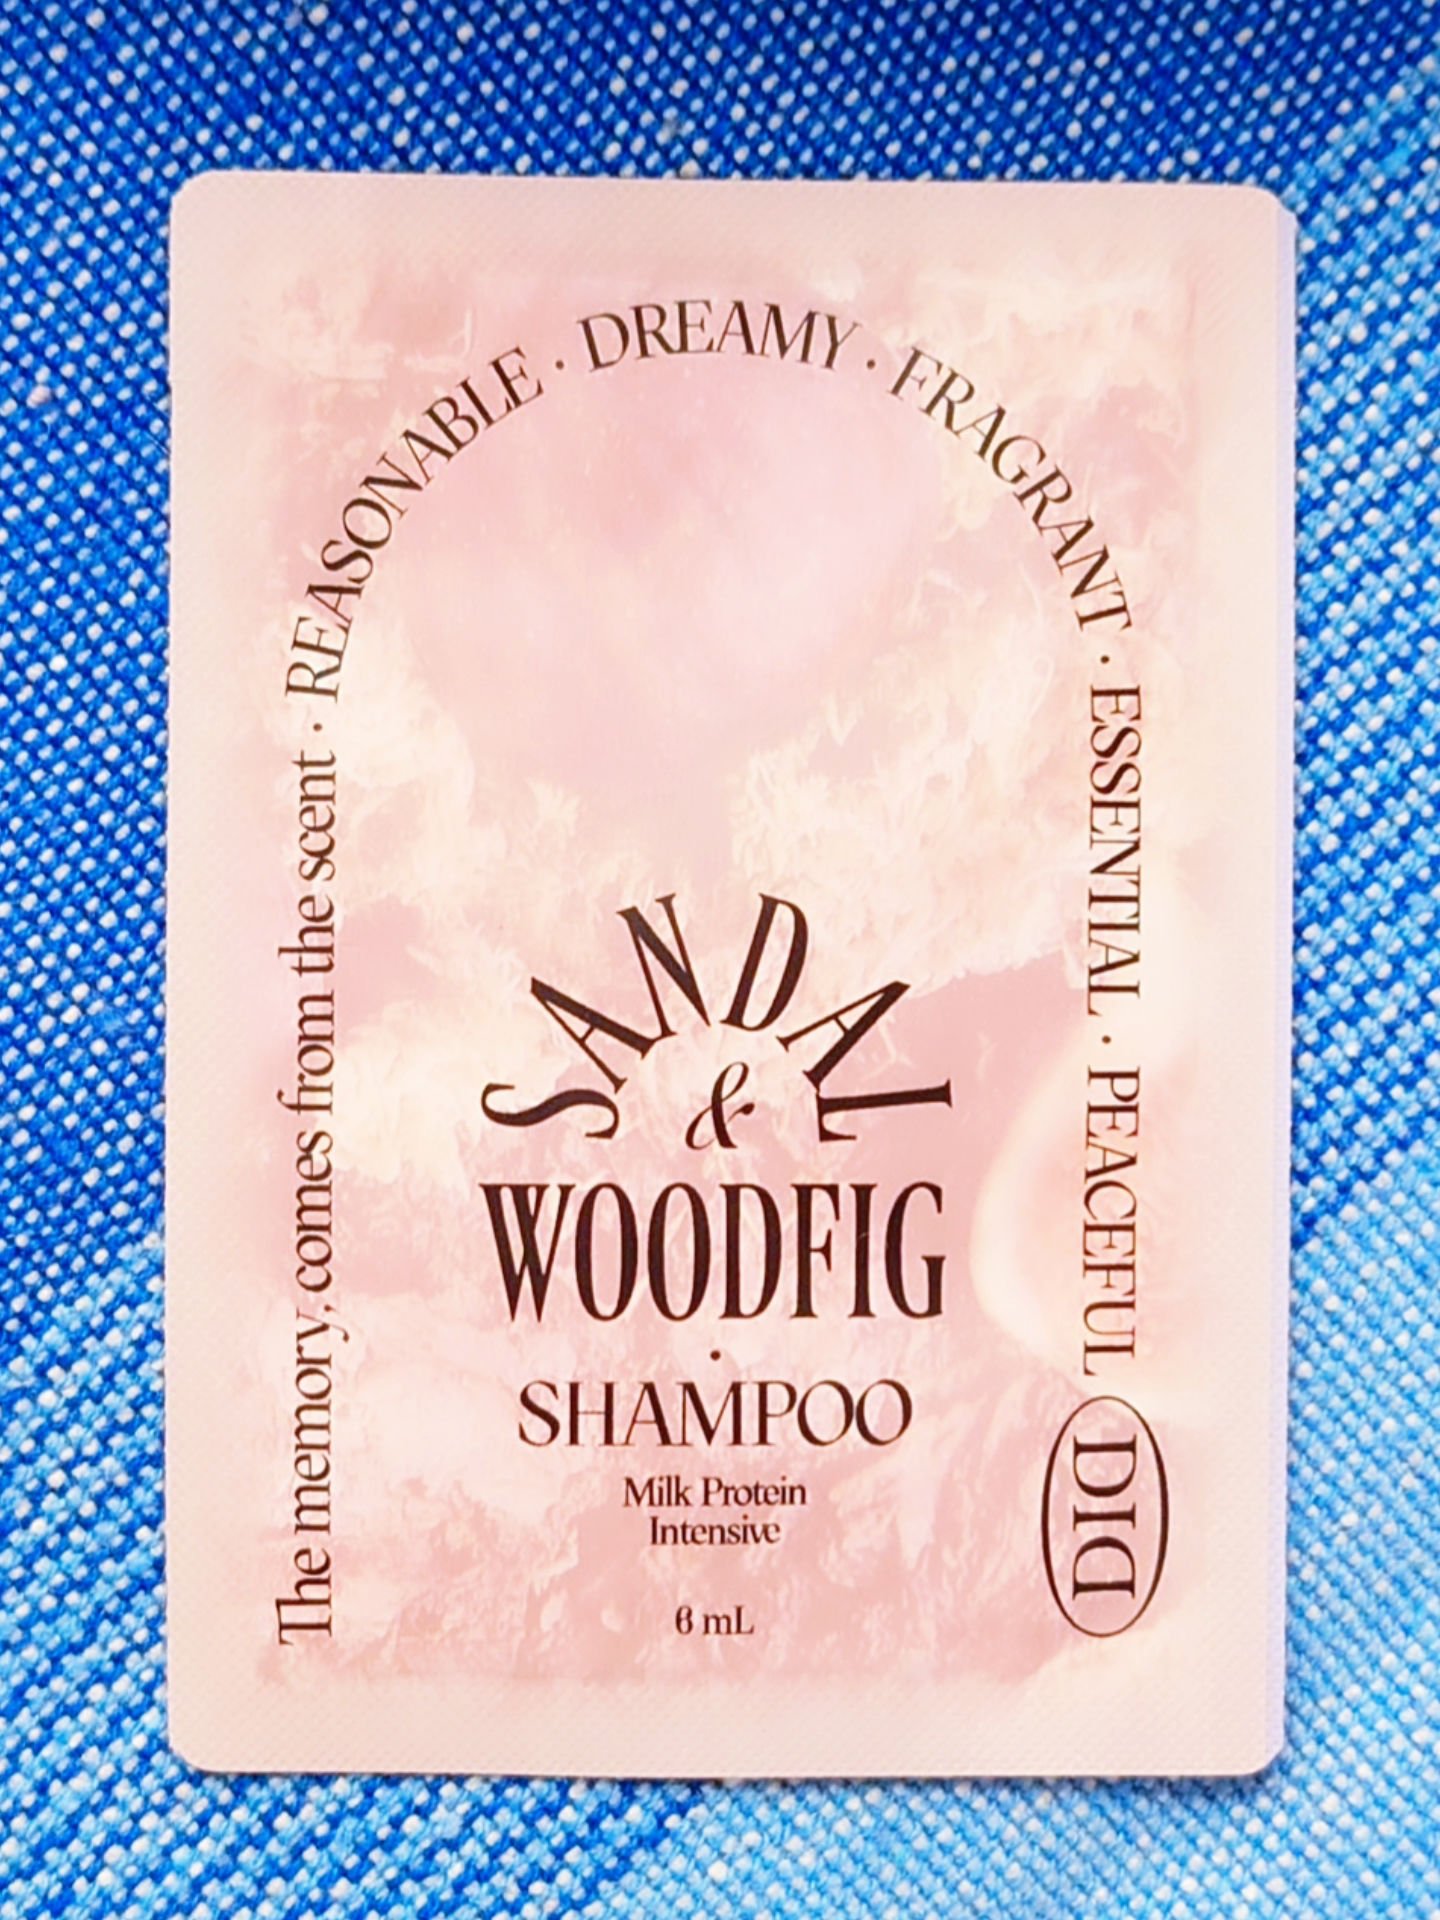 The memory, comes from the scent · REASONABLE · DREAMY · FRAGRANT · ESSENTIAL · PEACEFUL
DID
SANDAL
&
WOODFIG
·
SHAMPOO
Milk Protein
Intensive
6 mL